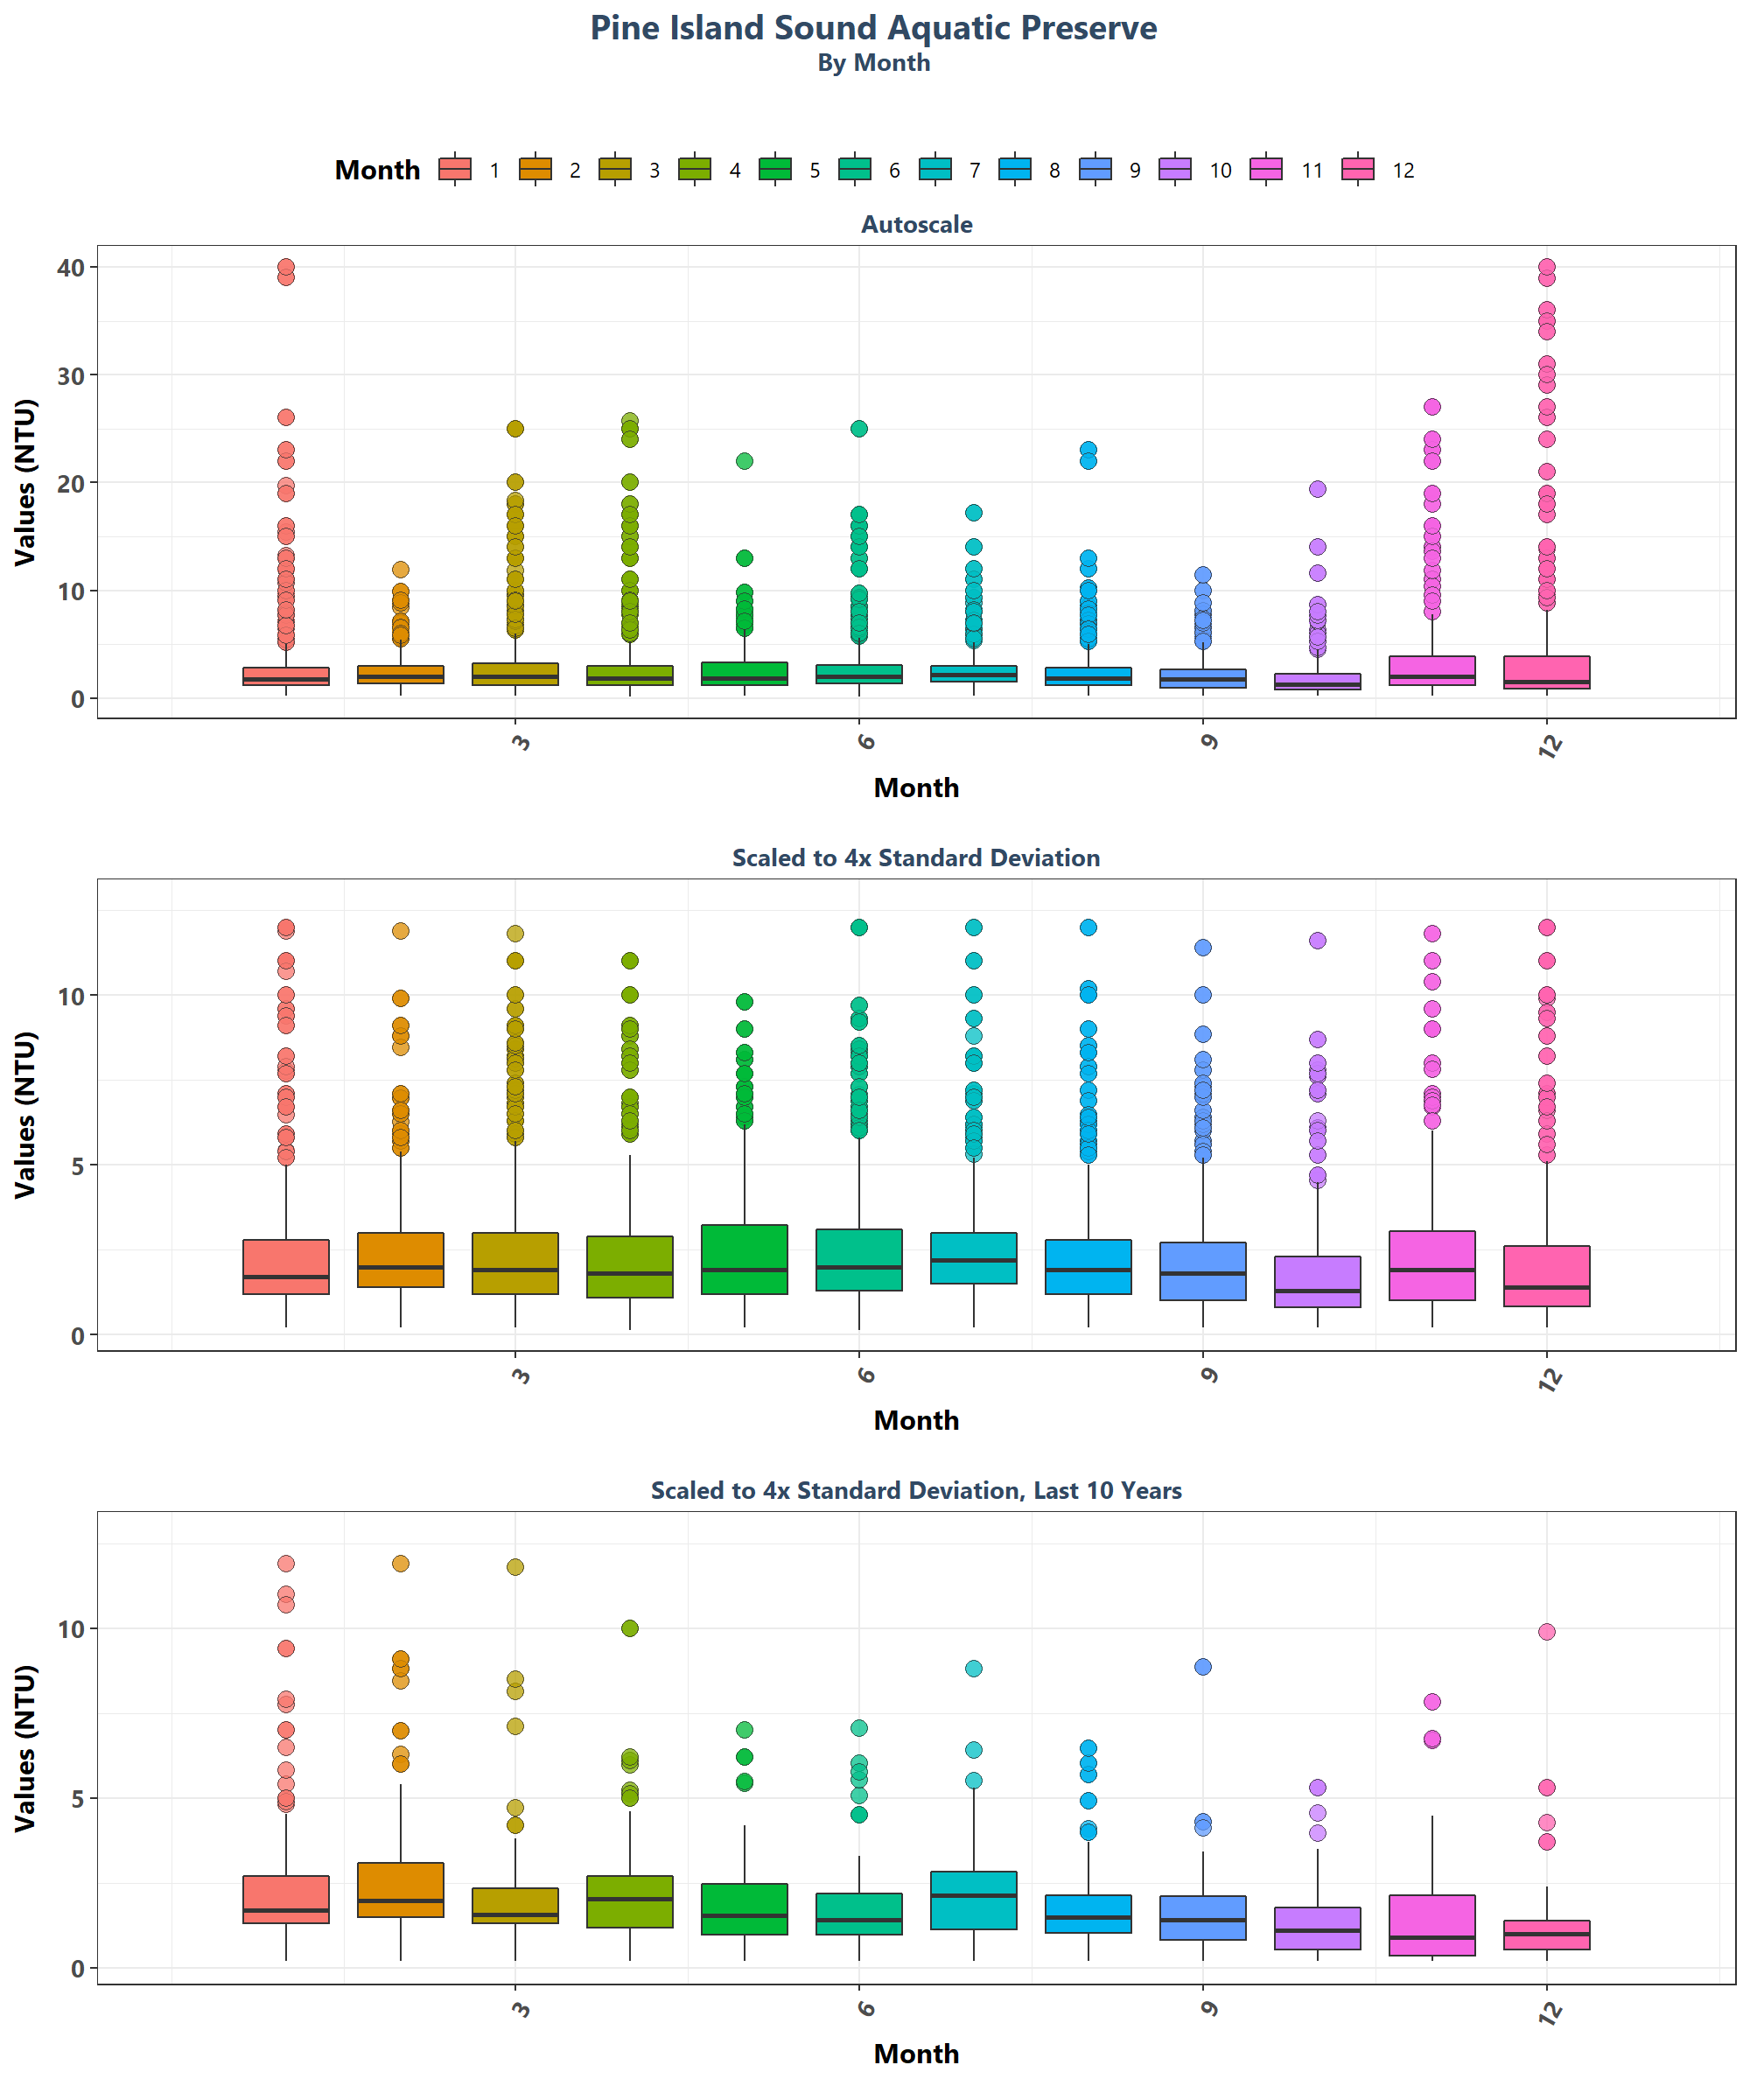 Pine Island Sound Aquatic Preserve
By Month
Month 1 2 3 4 5 6 7 8 9 10 11 12
Autoscale
Values (NTU)
40
30
20
10
0
3 6 9 12
Month
Scaled to 4x Standard Deviation
Values (NTU)
10
5
0
3 6 9 12
Month
Scaled to 4x Standard Deviation, Last 10 Years
Values (NTU)
10
5
0
3 6 9 12
Month